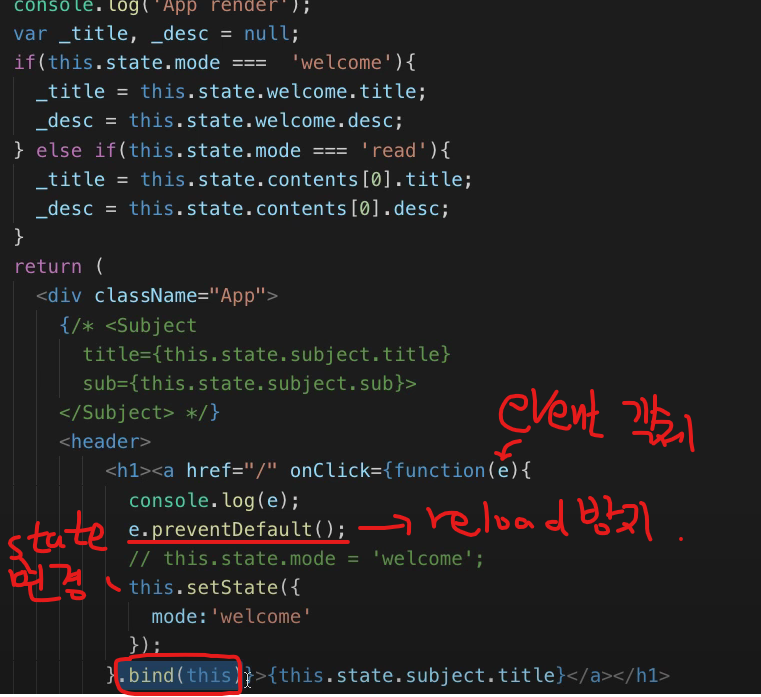 console.log('App render');
var _title, _desc = null;
if(this.state.mode ===  'welcome'){
_title = this.state.welcome.title;
_desc = this.state.welcome.desc;
} else if(this.state.mode === 'read'){
_title = this.state.contents[0].title;
_desc = this.state.contents[0].desc;
}
return (
<div className="App">
{/* <Subject
title={this.state.subject.title}
sub={this.state.subject.sub}>
</Subject> */}
event 객체
<header>
<h1><a href="/" onClick={function(e){
console.log(e);
e.preventDefault(); → reload 방지.
state
변경
// this.state.mode = 'welcome';
this.setState({
mode:'welcome'
});
}.bind(this)}>{this.state.subject.title}</a></h1>